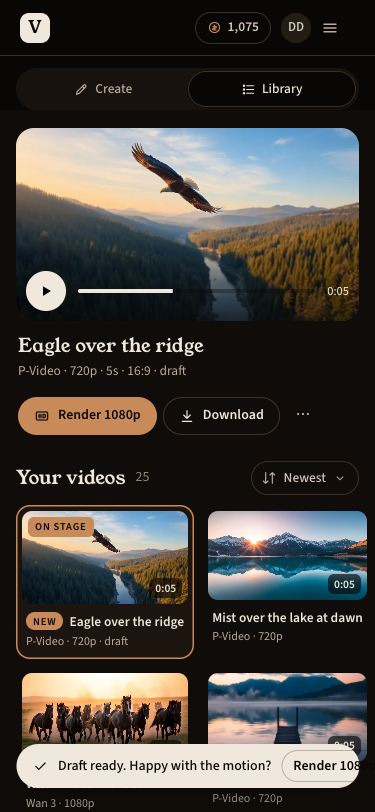 V
1,075
DD
Create
Library
0:05
Eagle over the ridge
P-Video · 720p · 5s · 16:9 · draft
Render 1080p
Download
Your videos 25
Newest
ON STAGE
0:05
0:05
NEW Eagle over the ridge
P-Video · 720p · draft
Mist over the lake at dawn
P-Video · 720p
0:05
Draft ready. Happy with the motion?
Render 108
P-Video · 720p
Wan 3 · 1080p